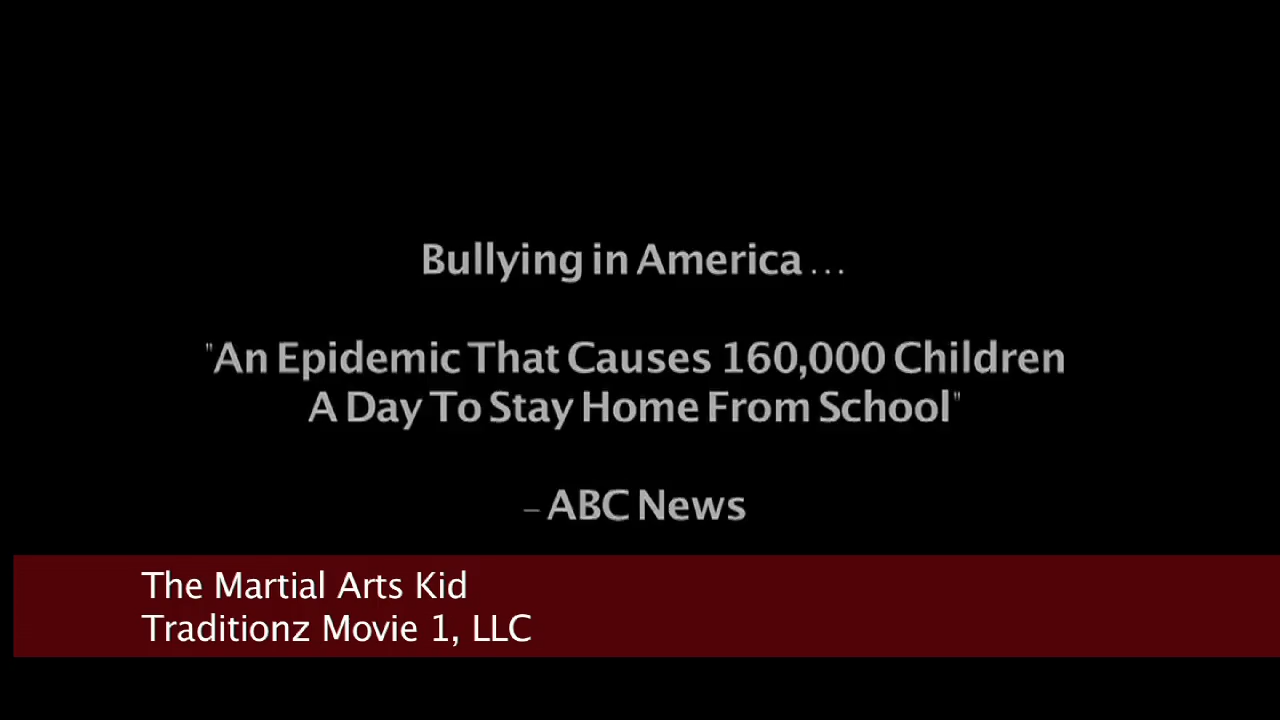 Bullying in America...
"An Epidemic That Causes 160,000 Children
A Day To Stay Home From School"
– ABC News
The Martial Arts Kid
Traditionz Movie 1, LLC